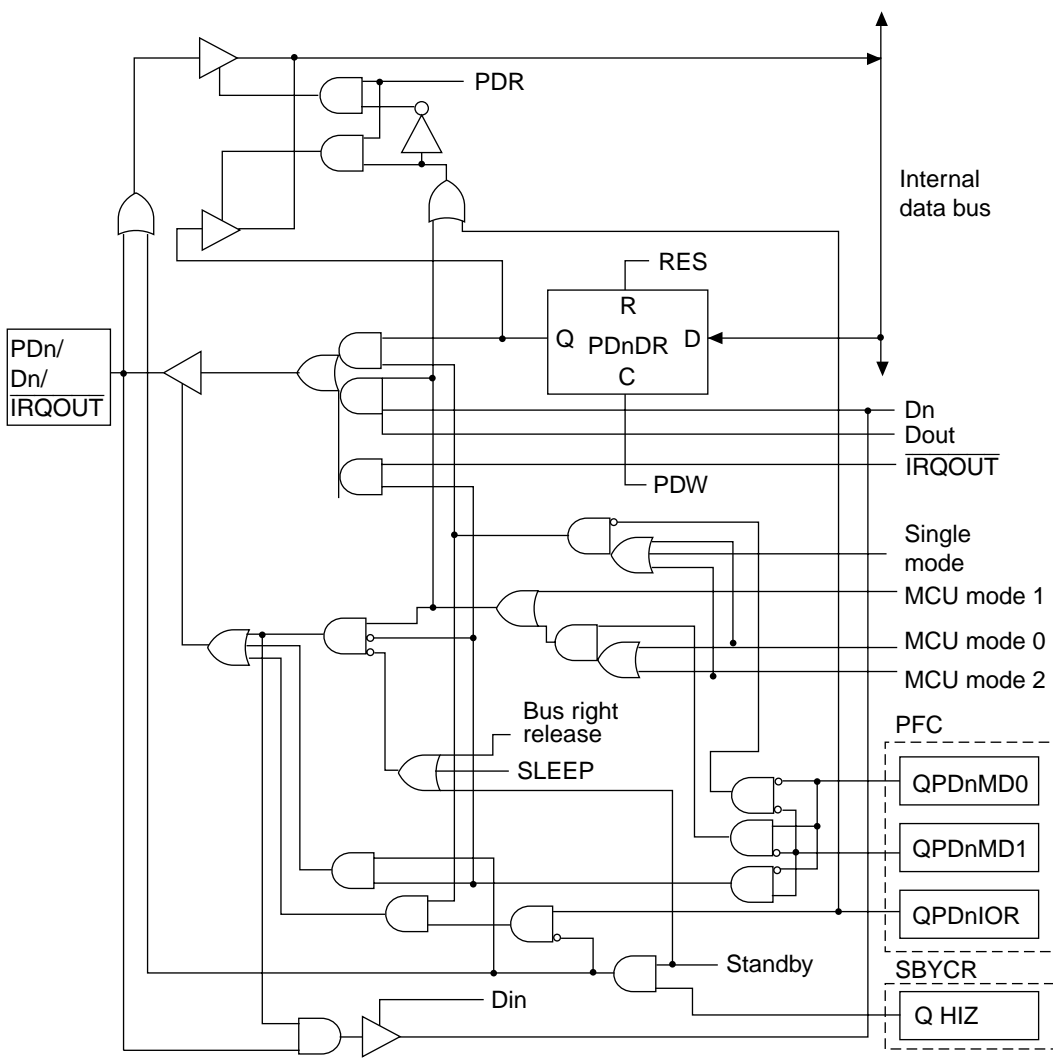 PDR
Internal
data bus
RES
R
Q
PDnDR
D
C
PDn/
Dn/
IRQOUT
Dn
Dout
IRQOUT
PDW
Single
mode
MCU mode 1
MCU mode 0
MCU mode 2
Bus right
release
SLEEP
PFC
QPDnMD0
QPDnMD1
QPDnIOR
Standby
SBYCR
Q HIZ
Din